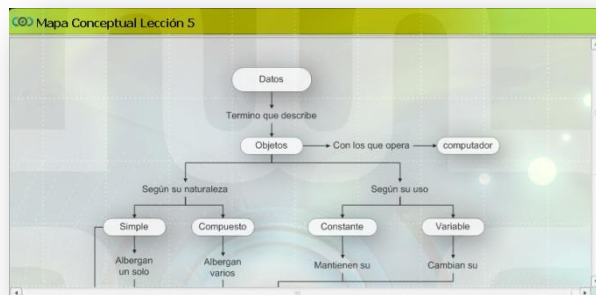 Mapa Conceptual Lección 5
Datos
Termino que describe
Objetos
Con los que opera
computador
Según su naturaleza
Según su uso
Simple
Compuesto
Constante
Variable
Albergan
un solo
Albergan
varios
Mantienen su
Cambian su